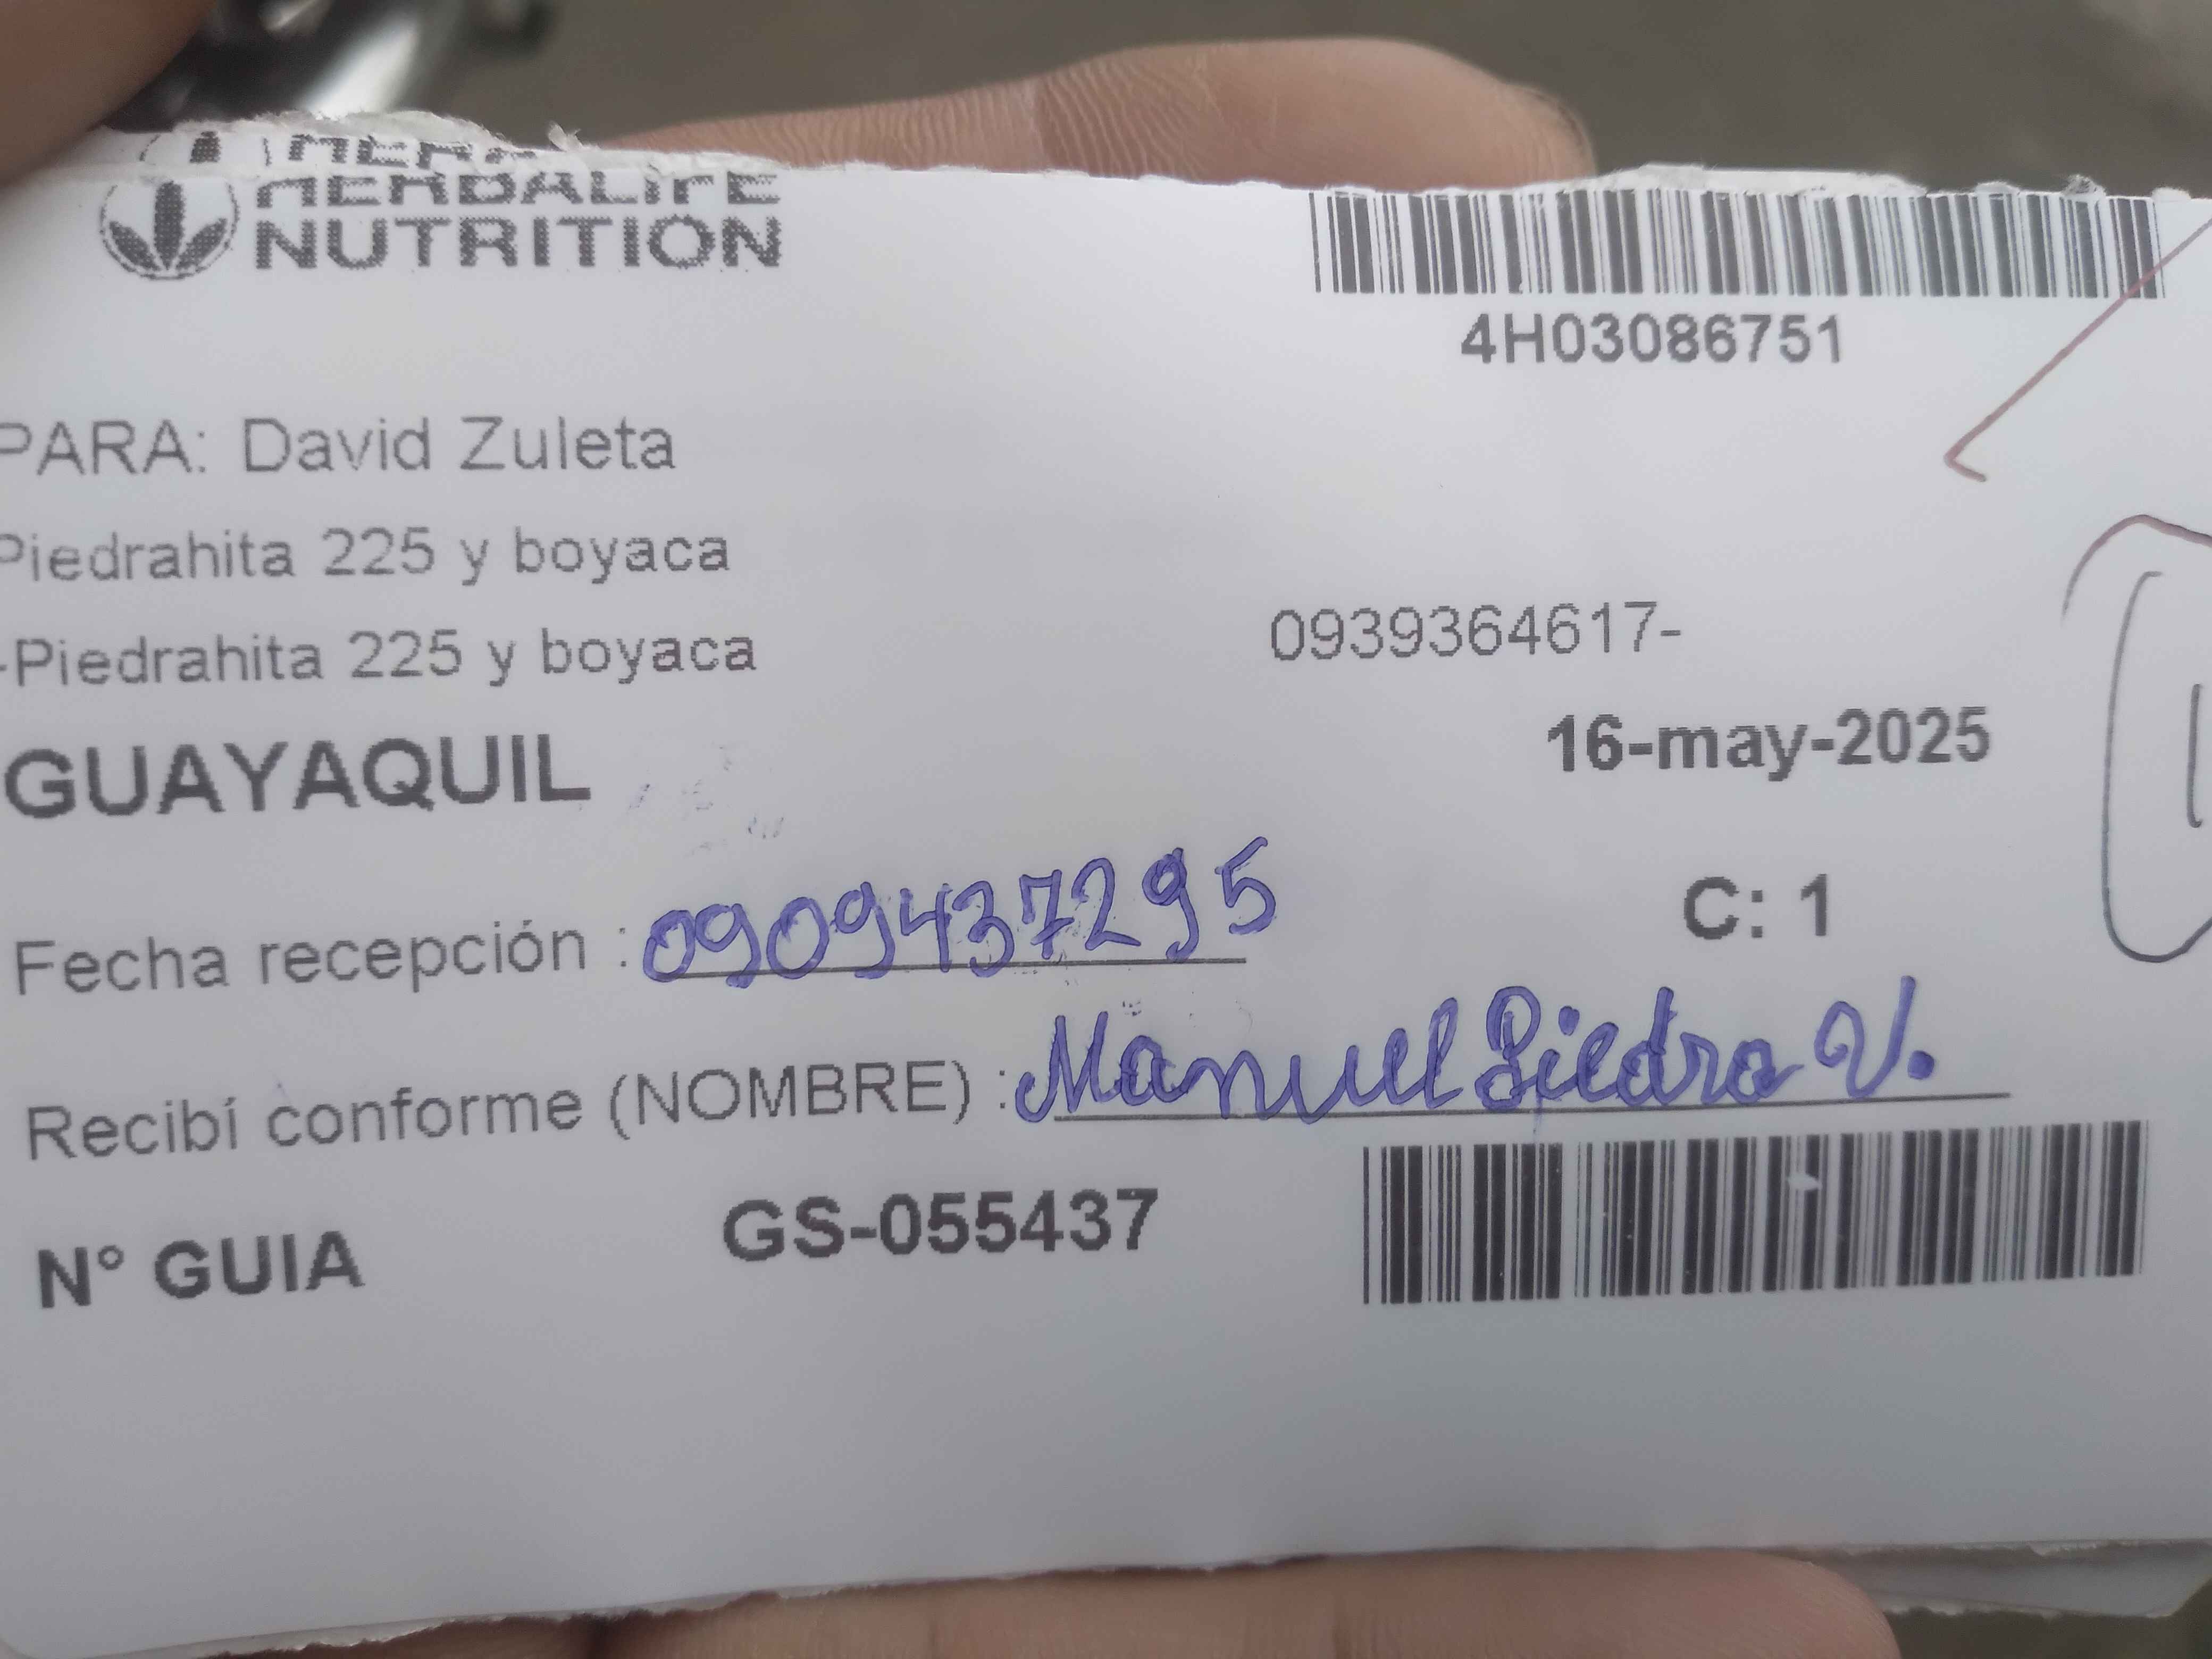 HERBALIFE
NUTRITION
4H03086751
PARA: David Zuleta
Piedrahita 225 y boyaca
-Piedrahita 225 y boyaca
0939364617-
GUAYAQUIL
16-may-2025
Fecha recepción : 0909437295
C: 1
Recibí conforme (NOMBRE) : Manuel Piedra V.
N° GUIA GS-055437